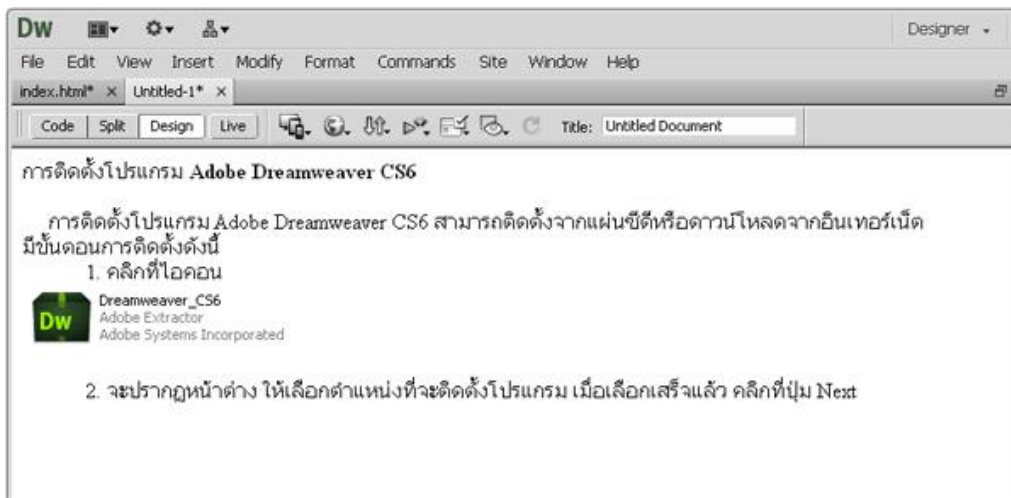 Dw Designer
File Edit View Insert Modify Format Commands Site Window Help
index.html* × Untitled-1* ×
Code Split Design Live Title: Untitled Document
การติดตั้งโปรแกรม Adobe Dreamweaver CS6
การติดตั้งโปรแกรม Adobe Dreamweaver CS6 สามารถติดตั้งจากแผ่นซีดีหรือดาวน์โหลดจากอินเทอร์เน็ต
มีขั้นตอนการติดตั้งดังนี้
1. คลิกที่ไอคอน
Dreamweaver_CS6
Dw Adobe Extractor
Adobe Systems Incorporated
2. จะปรากฏหน้าต่าง ให้เลือกตำแหน่งที่จะติดตั้งโปรแกรม เมื่อเลือกเสร็จแล้ว คลิกที่ปุ่ม Next